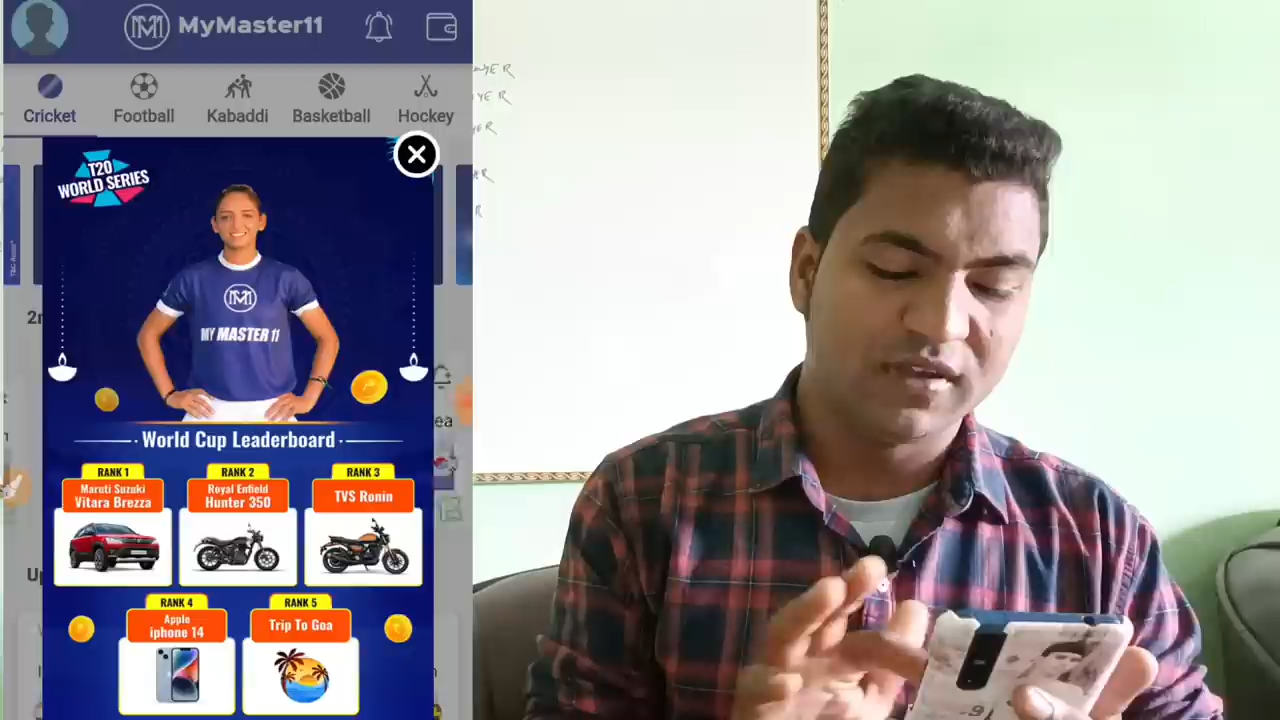 MyMaster11
Cricket
Football
Kabaddi
Basketball
Hockey
T20
WORLD SERIES
MY MASTER 11
World Cup Leaderboard
RANK 1
Maruti Suzuki
Vitara Brezza
RANK 2
Royal Enfield
Hunter 350
RANK 3
TVS Ronin
RANK 4
Apple
iphone 14
RANK 5
Trip To Goa